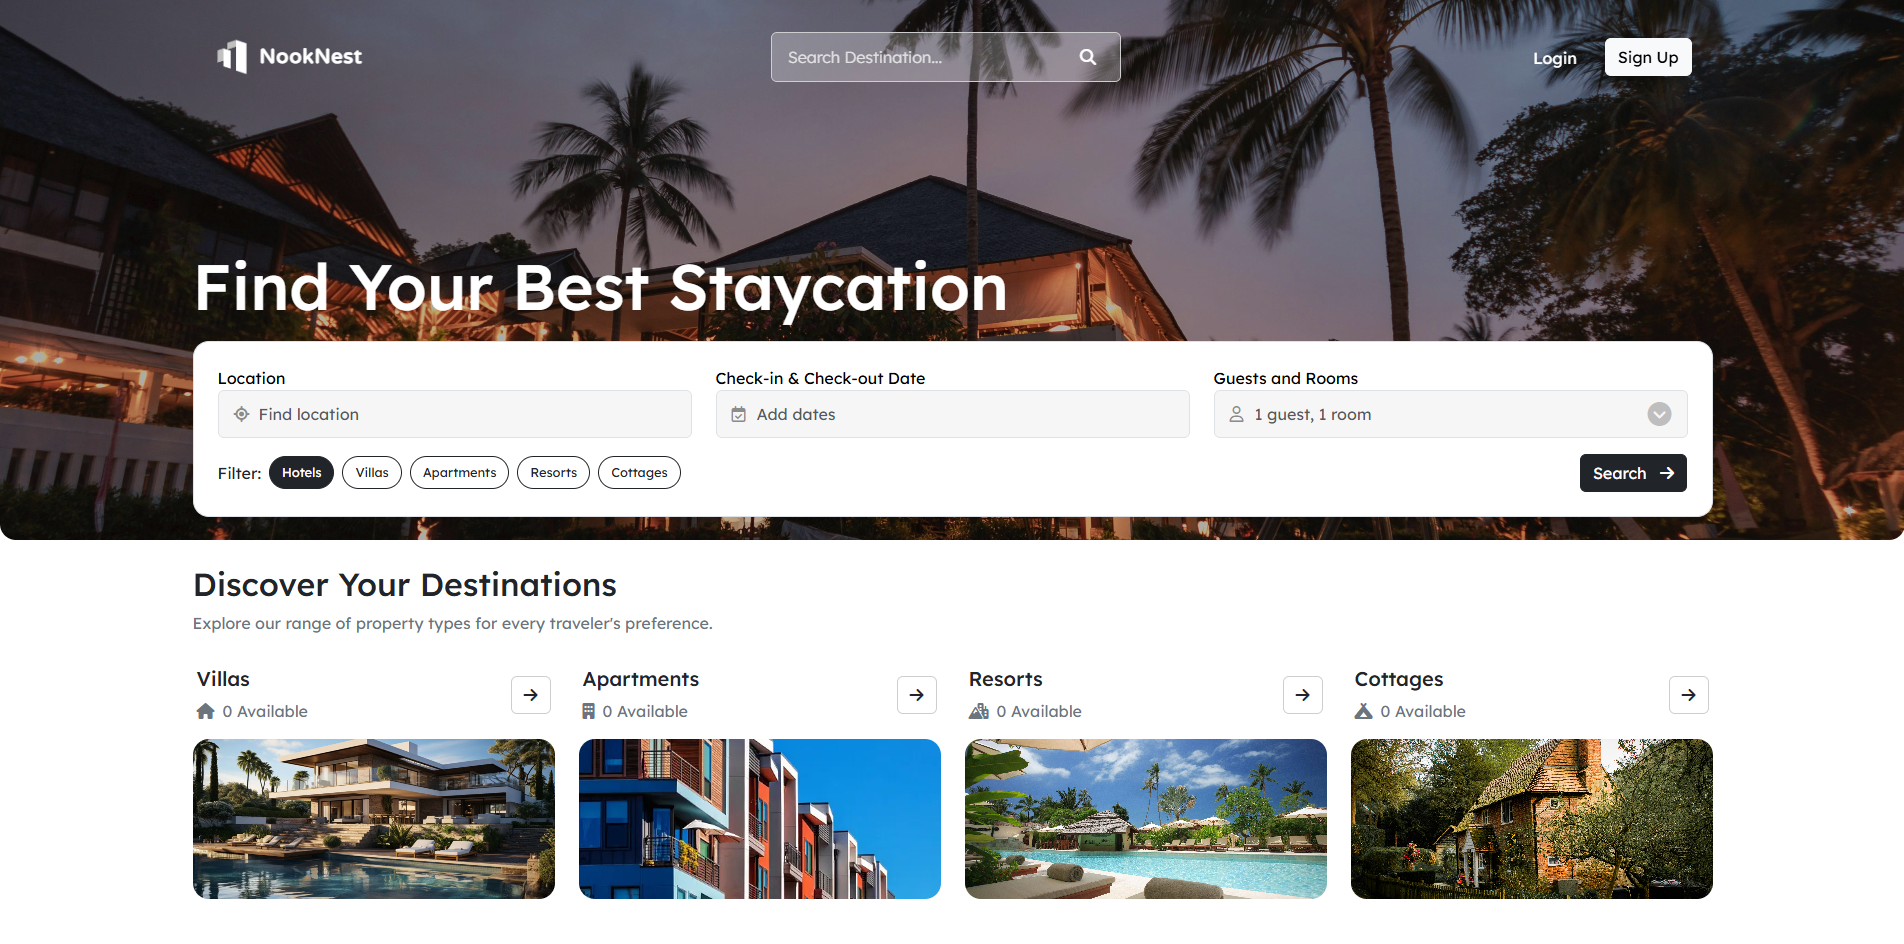 NookNest
Search Destination...
Login
Sign Up
Find Your Best Staycation
Location
Find location
Check-in & Check-out Date
Add dates
Guests and Rooms
1 guest, 1 room
Filter: Hotels Villas Apartments Resorts Cottages
Search
Discover Your Destinations
Explore our range of property types for every traveler's preference.
Villas
0 Available
Apartments
0 Available
Resorts
0 Available
Cottages
0 Available